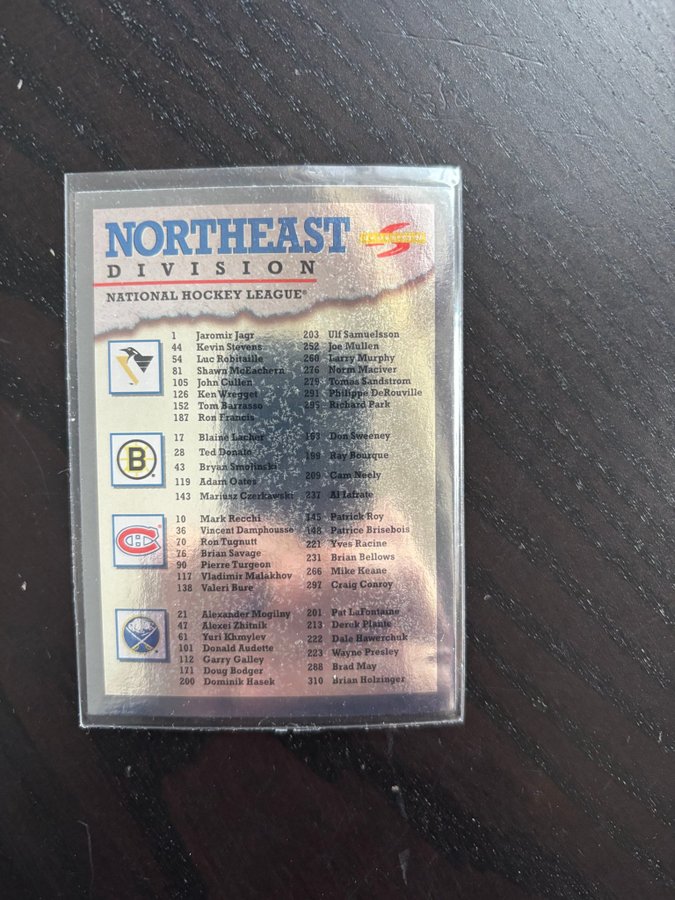 NORTHEAST
DIVISION
NATIONAL HOCKEY LEAGUE®
1 Jaromir Jagr 203 Ulf Samuelsson
44 Kevin Stevens 252 Joe Mullen
54 Luc Robitaille 260 Larry Murphy
81 Shawn McEachern 276 Norm Maciver
105 John Cullen 279 Tomas Sandstrom
126 Ken Wregget 291 Philippe DeRouville
152 Tom Barrasso 295 Richard Park
187 Ron Francis
17 Blaine Lacher 163 Don Sweeney
28 Ted Donato 199 Ray Bourque
43 Bryan Smolinski 209 Cam Neely
119 Adam Oates 237 Al Iafrate
143 Mariusz Czerkawski
B
10 Mark Recchi 145 Patrick Roy
36 Vincent Damphousse 148 Patrice Brisebois
70 Ron Tugnutt 221 Yves Racine
76 Brian Savage 231 Brian Bellows
90 Pierre Turgeon 266 Mike Keane
117 Vladimir Malakhov 297 Craig Conroy
138 Valeri Bure
21 Alexander Mogilny 201 Pat LaFontaine
47 Alexei Zhitnik 213 Derek Plante
61 Yuri Khmylev 222 Dale Hawerchuk
101 Donald Audette 223 Wayne Presley
112 Garry Galley 288 Brad May
171 Doug Bodger 310 Brian Holzinger
200 Dominik Hasek